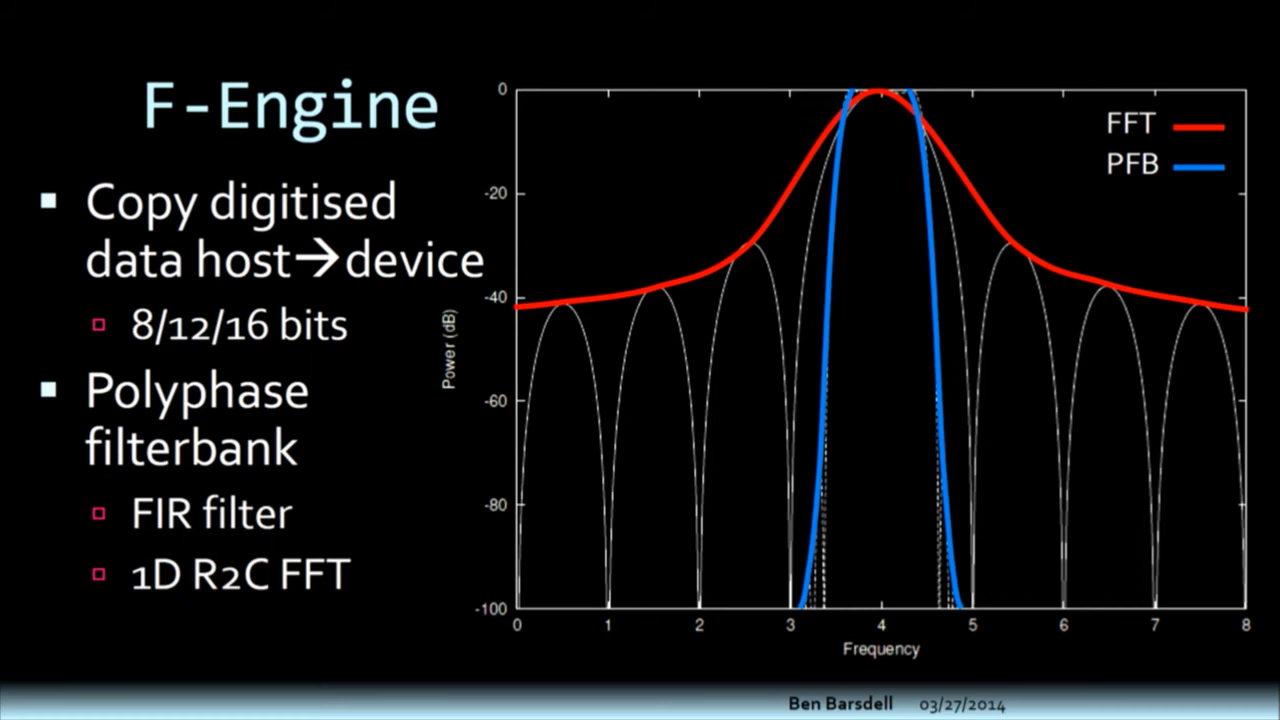 F-Engine
Copy digitised
data host→device
8/12/16 bits
Polyphase
filterbank
FIR filter
1D R2C FFT
FFT
PFB
0
-20
-40
-60
-80
-100
Power (dB)
0 1 2 3 4 5 6 7 8
Frequency
Ben Barsdell 03/27/2014